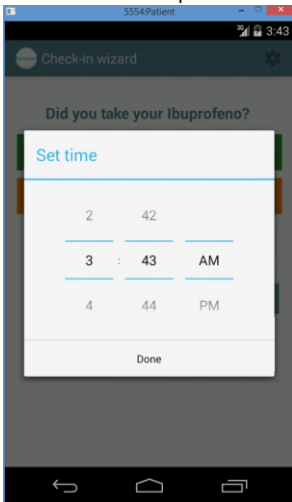 5554:Patient
3:43
Check-in wizard
Did you take your Ibuprofeno?
Set time
2 42
3 : 43 AM
4 44 PM
Done